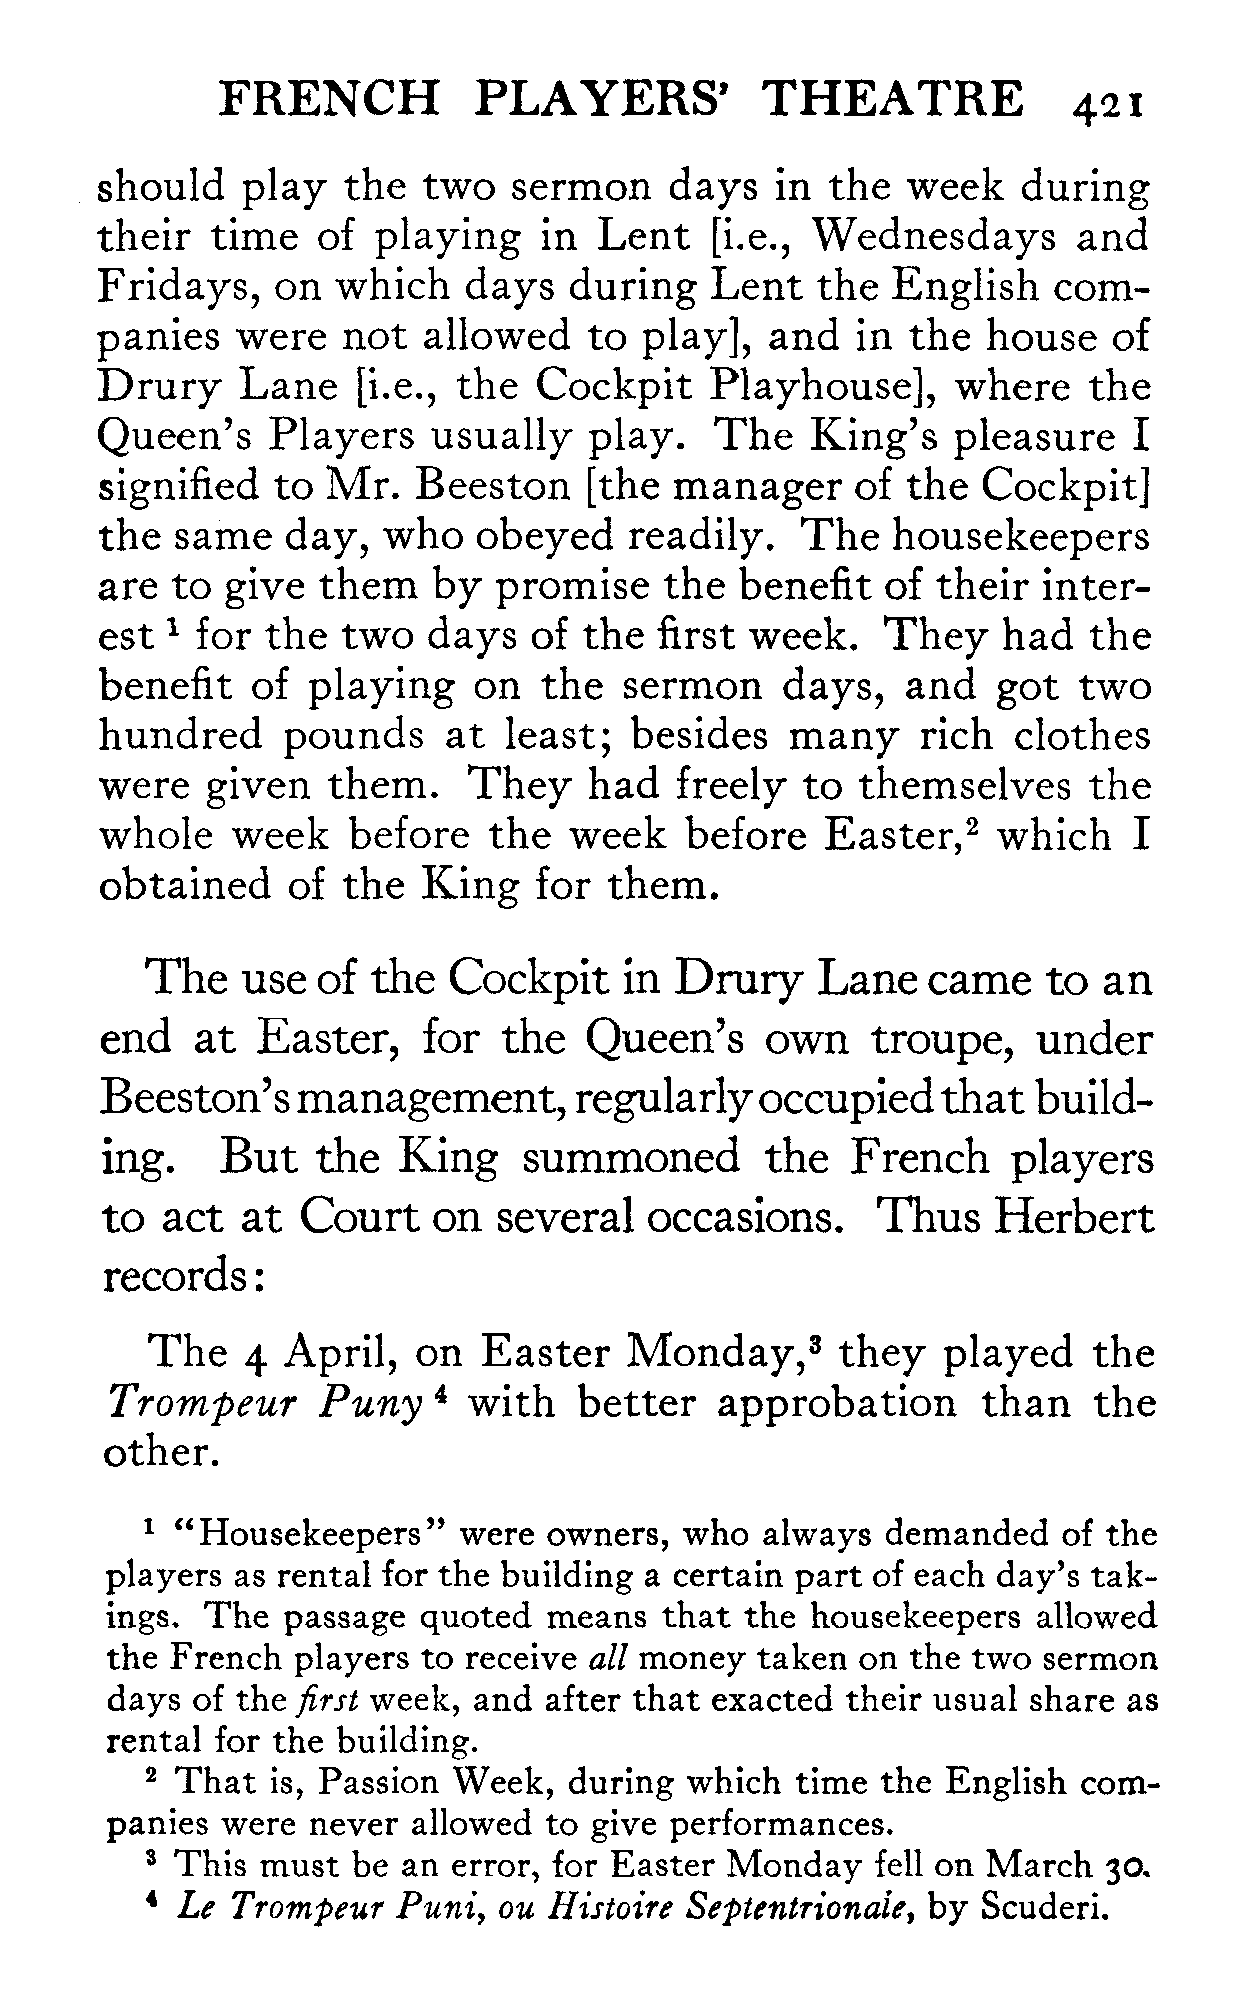 FRENCH PLAYERS' THEATRE 421
should play the two sermon days in the week during
their time of playing in Lent [i.e., Wednesdays and
Fridays, on which days during Lent the English com-
panies were not allowed to play], and in the house of
Drury Lane [i.e., the Cockpit Playhouse], where the
Queen's Players usually play. The King's pleasure I
signified to Mr. Beeston [the manager of the Cockpit]
the same day, who obeyed readily. The housekeepers
are to give them by promise the benefit of their inter-
est ¹ for the two days of the first week. They had the
benefit of playing on the sermon days, and got two
hundred pounds at least; besides many rich clothes
were given them. They had freely to themselves the
whole week before the week before Easter,² which I
obtained of the King for them.
The use of the Cockpit in Drury Lane came to an
end at Easter, for the Queen's own troupe, under
Beeston's management, regularly occupied that build-
ing. But the King summoned the French players
to act at Court on several occasions. Thus Herbert
records:
The 4 April, on Easter Monday,³ they played the
Trompeur Puny ⁴ with better approbation than the
other.
¹ "Housekeepers" were owners, who always demanded of the
players as rental for the building a certain part of each day's tak-
ings. The passage quoted means that the housekeepers allowed
the French players to receive all money taken on the two sermon
days of the first week, and after that exacted their usual share as
rental for the building.
² That is, Passion Week, during which time the English com-
panies were never allowed to give performances.
³ This must be an error, for Easter Monday fell on March 30.
⁴ Le Trompeur Puni, ou Histoire Septentrionale, by Scuderi.